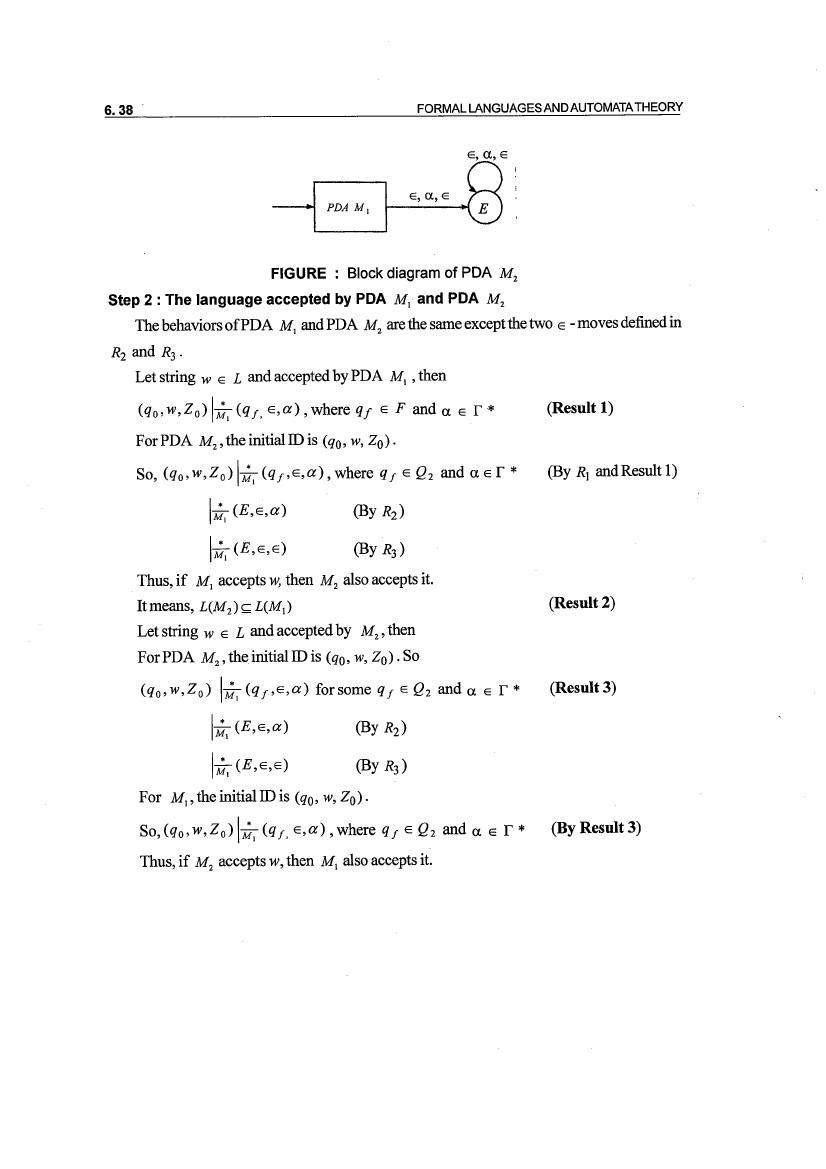 6. 38
FORMAL LANGUAGES AND AUTOMATA THEORY
∈, α, ∈
∈, α, ∈
PDA M₁
E
FIGURE : Block diagram of PDA M₂
Step 2 : The language accepted by PDA M₁ and PDA M₂
The behaviors of PDA M₁ and PDA M₂ are the same except the two ∈ - moves defined in
R₂ and R₃ .
Let string w ∈ L and accepted by PDA M₁ , then
(q₀, w, Z₀) |*/M₁ (q_f, ∈, α) , where q_f ∈ F and α ∈ Γ * (Result 1)
For PDA M₂ , the initial ID is (q₀, w, Z₀) .
So, (q₀, w, Z₀) |*/M₁ (q_f, ∈, α) , where q_f ∈ Q₂ and α ∈ Γ * (By R₁ and Result 1)
|*/M₁ (E, ∈, α) (By R₂ )
|*/M₁ (E, ∈, ∈) (By R₃ )
Thus, if M₁ accepts w, then M₂ also accepts it.
It means, L(M₂) ⊆ L(M₁) (Result 2)
Let string w ∈ L and accepted by M₂ , then
For PDA M₂ , the initial ID is (q₀, w, Z₀) . So
(q₀, w, Z₀) |*/M₁ (q_f, ∈, α) for some q_f ∈ Q₂ and α ∈ Γ * (Result 3)
|*/M₁ (E, ∈, α) (By R₂ )
|*/M₁ (E, ∈, ∈) (By R₃ )
For M₁ , the initial ID is (q₀, w, Z₀) .
So, (q₀, w, Z₀) |*/M₁ (q_f, ∈, α) , where q_f ∈ Q₂ and α ∈ Γ * (By Result 3)
Thus, if M₂ accepts w, then M₁ also accepts it.